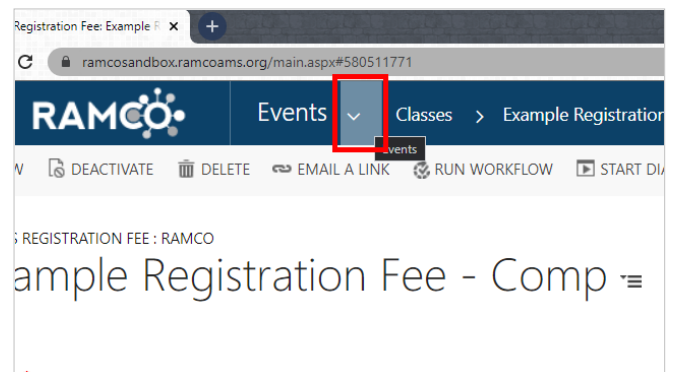 Registration Fee: Example F
ramcosandbox.ramcoams.org/main.aspx#580511771
RAMCO Events Classes > Example Registration
Events
W DEACTIVATE DELETE EMAIL A LINK RUN WORKFLOW START DIA
S REGISTRATION FEE : RAMCO
ample Registration Fee - Comp